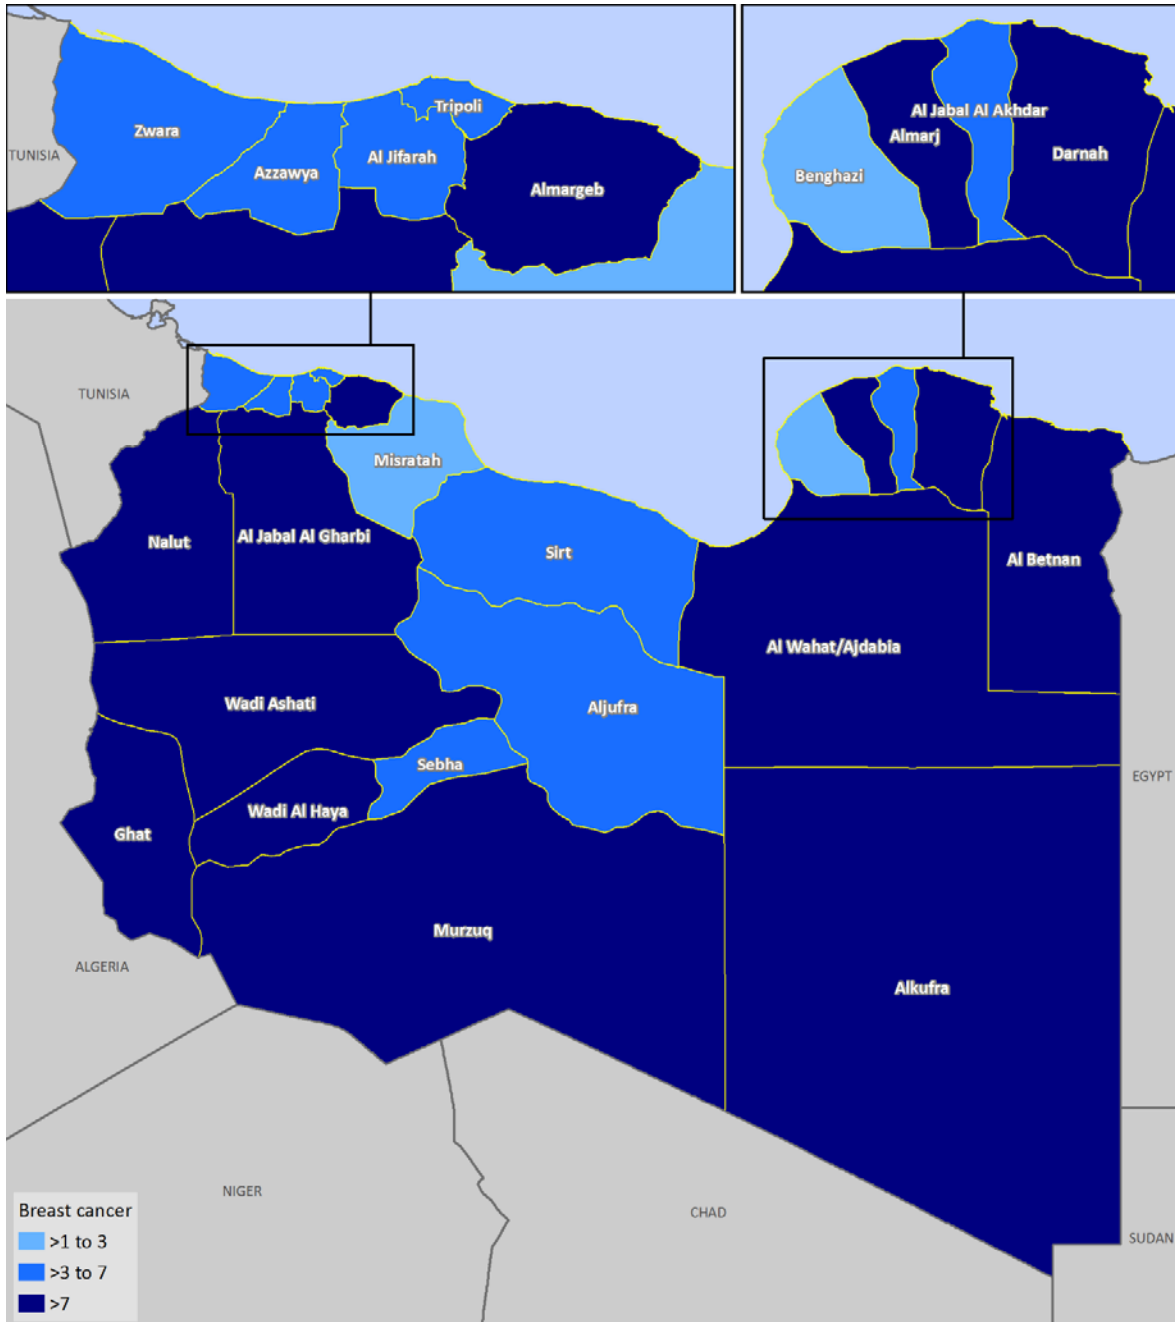 Tripoli
Zwara
TUNISIA
Al Jifarah
Azzawya
Almargeb
Al Jabal Al Akhdar
Almarj
Darnah
Benghazi
TUNISIA
Misratah
Nalut
Al Jabal Al Gharbi
Sirt
Al Betnan
Al Wahat/Ajdabia
Wadi Ashati
Aljufra
Sebha
EGYPT
Wadi Al Haya
Ghat
Murzuq
ALGERIA
Alkufra
NIGER
CHAD
SUDAN
Breast cancer
>1 to 3
>3 to 7
>7